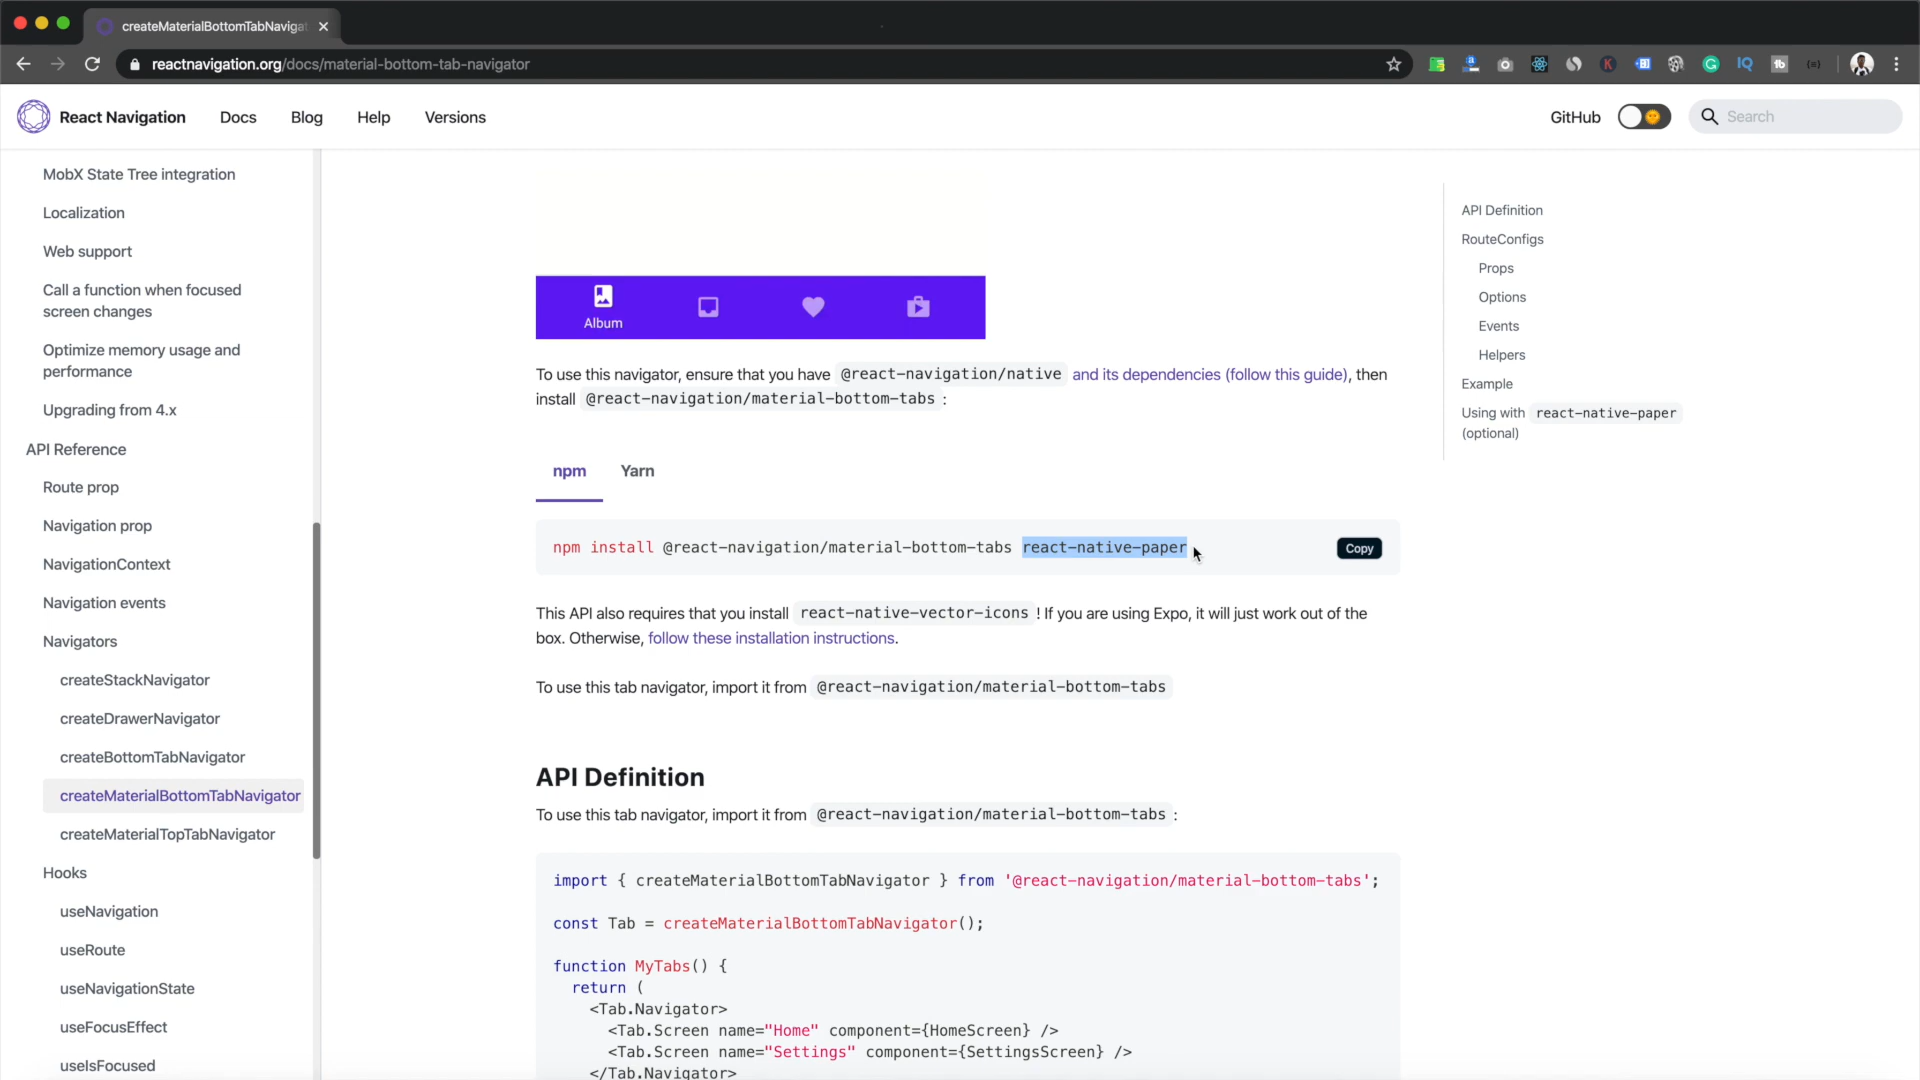 createMaterialBottomTabNaviga
reactnavigation.org/docs/material-bottom-tab-navigator
React Navigation
Docs
Blog
Help
Versions
GitHub
Search
MobX State Tree integration
Localization
Web support
Call a function when focused
screen changes
Optimize memory usage and
performance
Upgrading from 4.x
API Reference
Route prop
Navigation prop
NavigationContext
Navigation events
Navigators
createStackNavigator
createDrawerNavigator
createBottomTabNavigator
createMaterialBottomTabNavigator
createMaterialTopTabNavigator
Hooks
useNavigation
useRoute
useNavigationState
useFocusEffect
useIsFocused
Album
To use this navigator, ensure that you have @react-navigation/native and its dependencies (follow this guide), then
install @react-navigation/material-bottom-tabs :
npm
Yarn
npm install @react-navigation/material-bottom-tabs react-native-paper
Copy
This API also requires that you install react-native-vector-icons ! If you are using Expo, it will just work out of the
box. Otherwise, follow these installation instructions.
To use this tab navigator, import it from @react-navigation/material-bottom-tabs
API Definition
To use this tab navigator, import it from @react-navigation/material-bottom-tabs :
import { createMaterialBottomTabNavigator } from '@react-navigation/material-bottom-tabs';
const Tab = createMaterialBottomTabNavigator();
function MyTabs() {
return (
<Tab.Navigator>
<Tab.Screen name="Home" component={HomeScreen} />
<Tab.Screen name="Settings" component={SettingsScreen} />
</Tab.Navigator>
API Definition
RouteConfigs
Props
Options
Events
Helpers
Example
Using with react-native-paper
(optional)